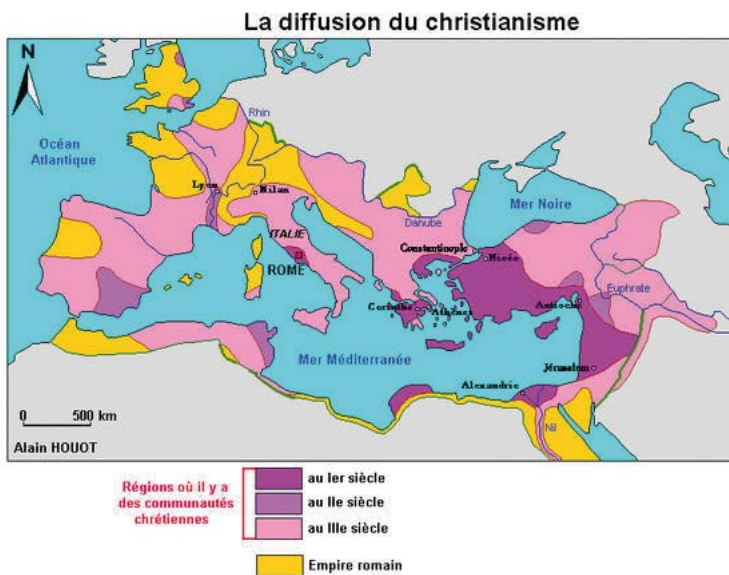 La diffusion du christianisme
N
Océan
Atlantique
Rhin
Lyon
Milan
Danube
Mer Noire
ITALIE
ROME
Constantinople
Nicée
Euphrate
Antioche
Corinthe
Athènes
Mer Méditerranée
Jérusalem
Alexandrie
Nil
0 500 km
Alain HOUOT
Régions où il y a
des communautés
chrétiennes
au Ier siècle
au IIe siècle
au IIIe siècle
Empire romain